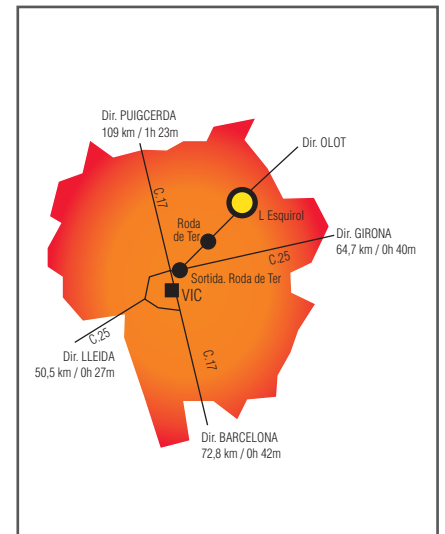 Dir. PUIGCERDA
109 km / 1h 23m
Dir. OLOT
C.17
L Esquirol
Roda
de Ter
Dir. GIRONA
64,7 km / 0h 40m
C.25
Sortida. Roda de Ter
VIC
C.25
Dir. LLEIDA
50,5 km / 0h 27m
C.17
Dir. BARCELONA
72,8 km / 0h 42m